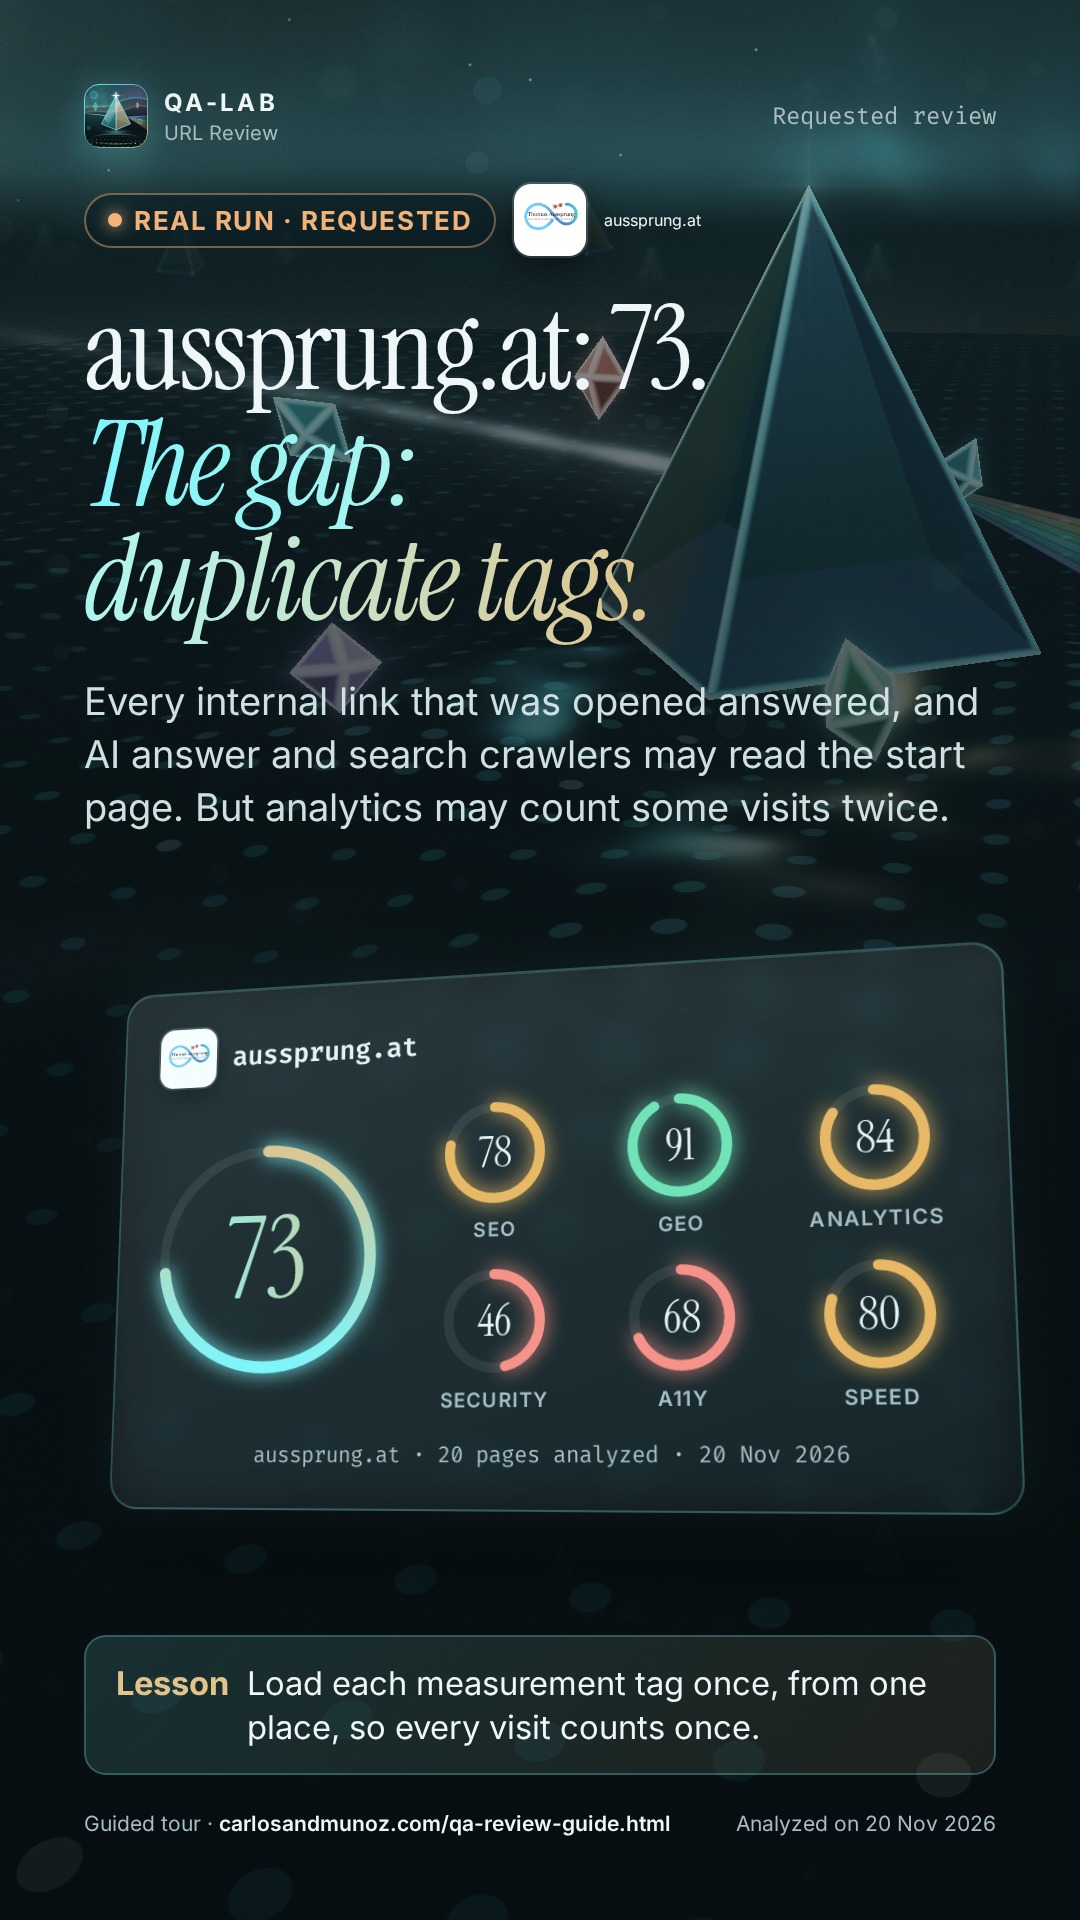 QA-LAB
URL Review
Requested review
REAL RUN · REQUESTED
aussprung.at
aussprung.at: 73.
The gap:
duplicate tags.
Every internal link that was opened answered, and
AI answer and search crawlers may read the start
page. But analytics may count some visits twice.
aussprung.at
73
78
SEO
91
GEO
84
ANALYTICS
46
SECURITY
68
A11Y
80
SPEED
aussprung.at · 20 pages analyzed · 20 Nov 2026
Lesson Load each measurement tag once, from one
place, so every visit counts once.
Guided tour · carlosandmunoz.com/qa-review-guide.html
Analyzed on 20 Nov 2026